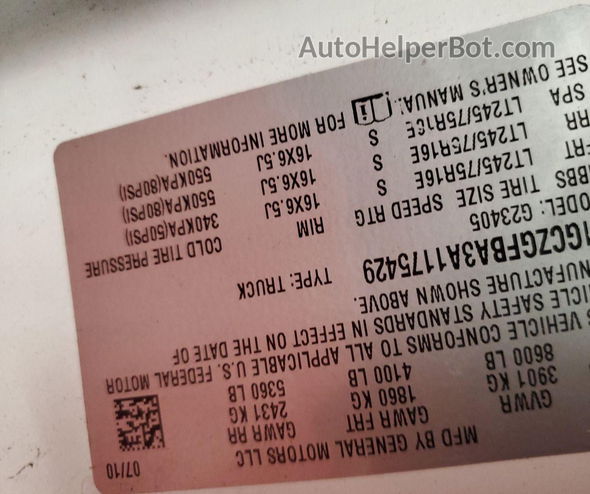 AutoHelperBot.com
MFD BY GENERAL MOTORS LLC 07/10
GVWR GAWR FRT GAWR RR
3901 KG 1860 KG 2431 KG
8600 LB 4100 LB 5360 LB
VEHICLE CONFORMS TO ALL APPLICABLE U.S. FEDERAL MOTOR
SAFETY STANDARDS IN EFFECT ON THE DATE OF
MANUFACTURE SHOWN ABOVE.
1GCZGFBA3A1175429 TYPE: TRUCK
MODEL: G23405
TIRE SIZE SPEED RTG RIM COLD TIRE PRESSURE
FRT LT245/75R16E S 16X6.5J 340KPA(50PSI)
RR LT245/75R16E S 16X6.5J 550KPA(80PSI)
SPA LT245/75R16E S 16X6.5J 550KPA(80PSI)
SEE OWNER'S MANUAL FOR MORE INFORMATION.